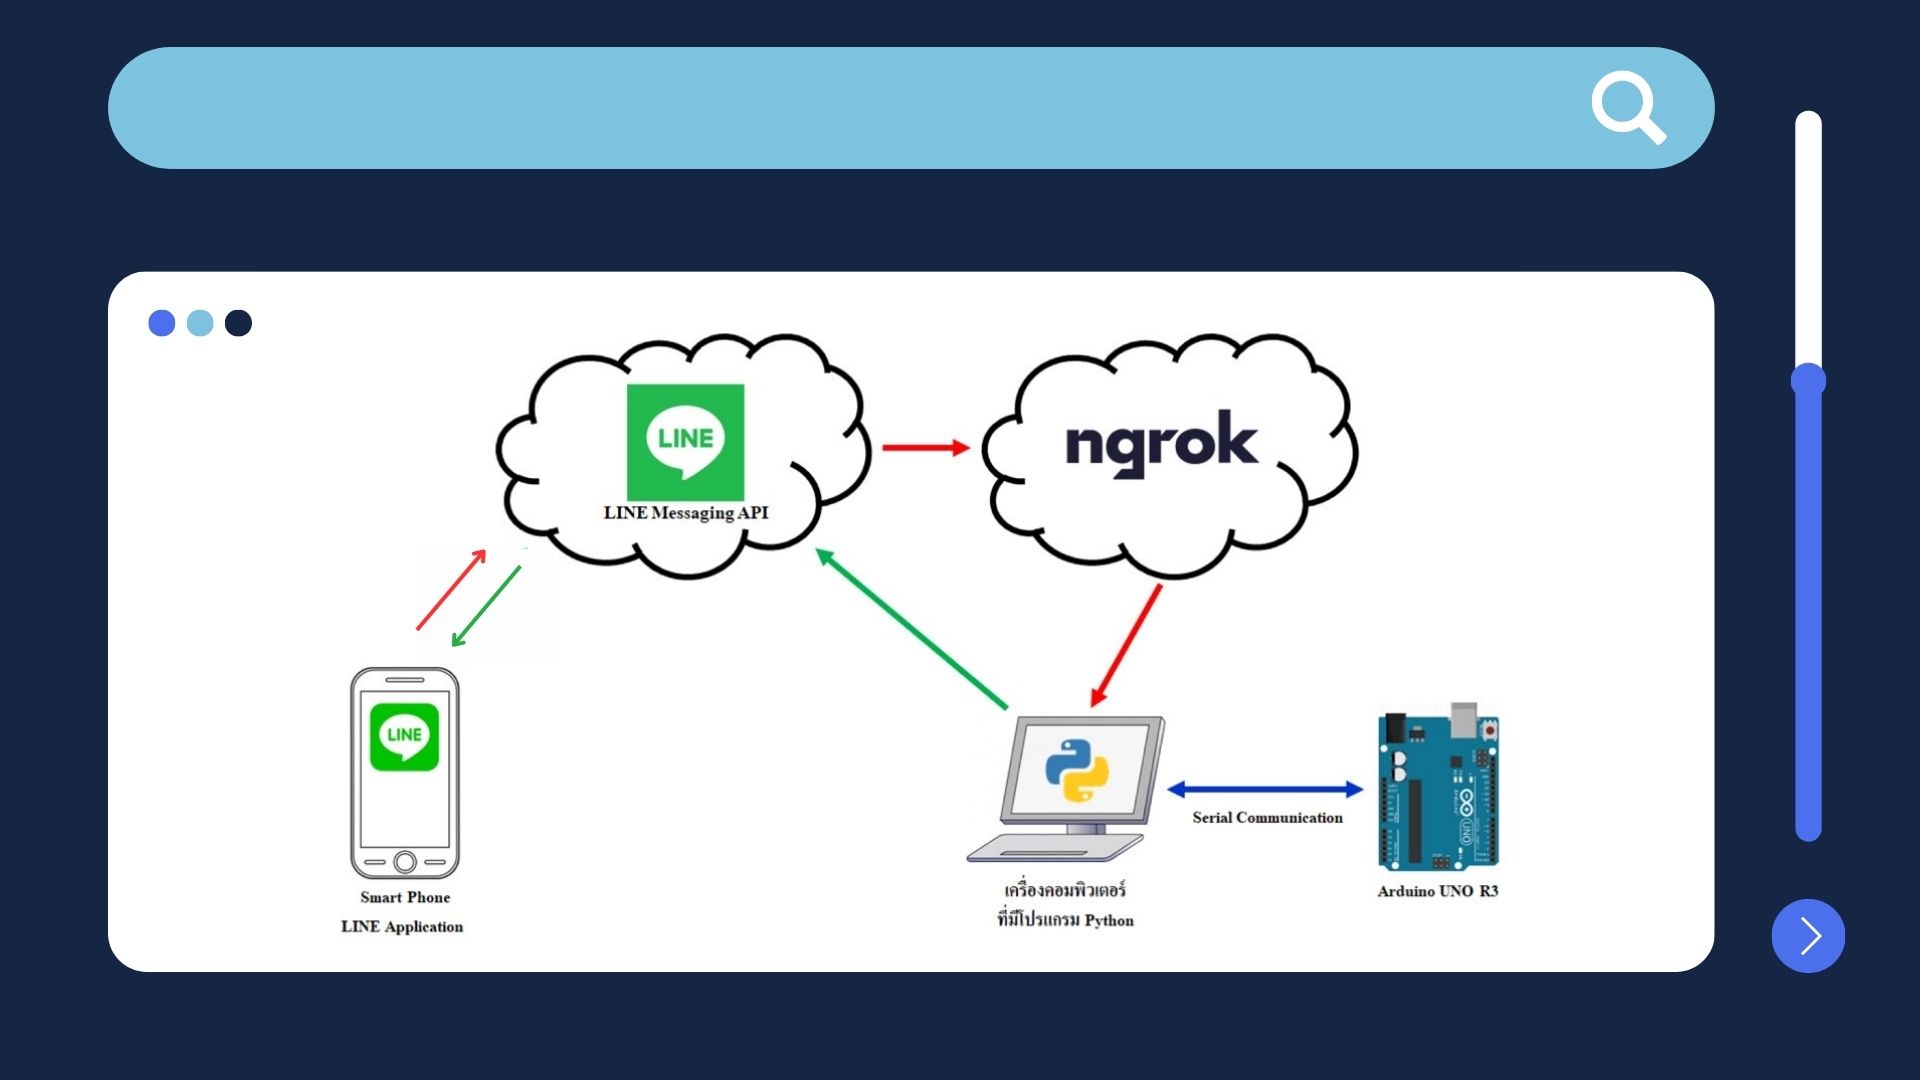 LINE
LINE Messaging API
ngrok
LINE
Smart Phone
LINE Application
เครื่องคอมพิวเตอร์
ที่มีโปรแกรม Python
Serial Communication
UNO
Arduino UNO R3